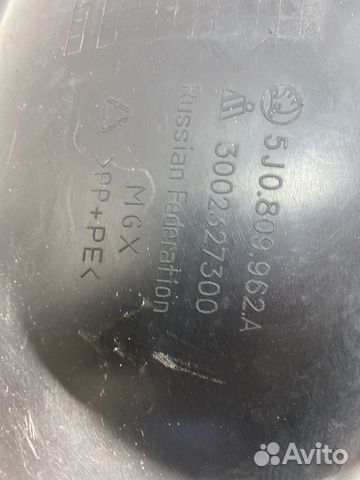 5J0.809.962.A
3002327300
Russian Federation
MGX
>PP+PE<
Avito